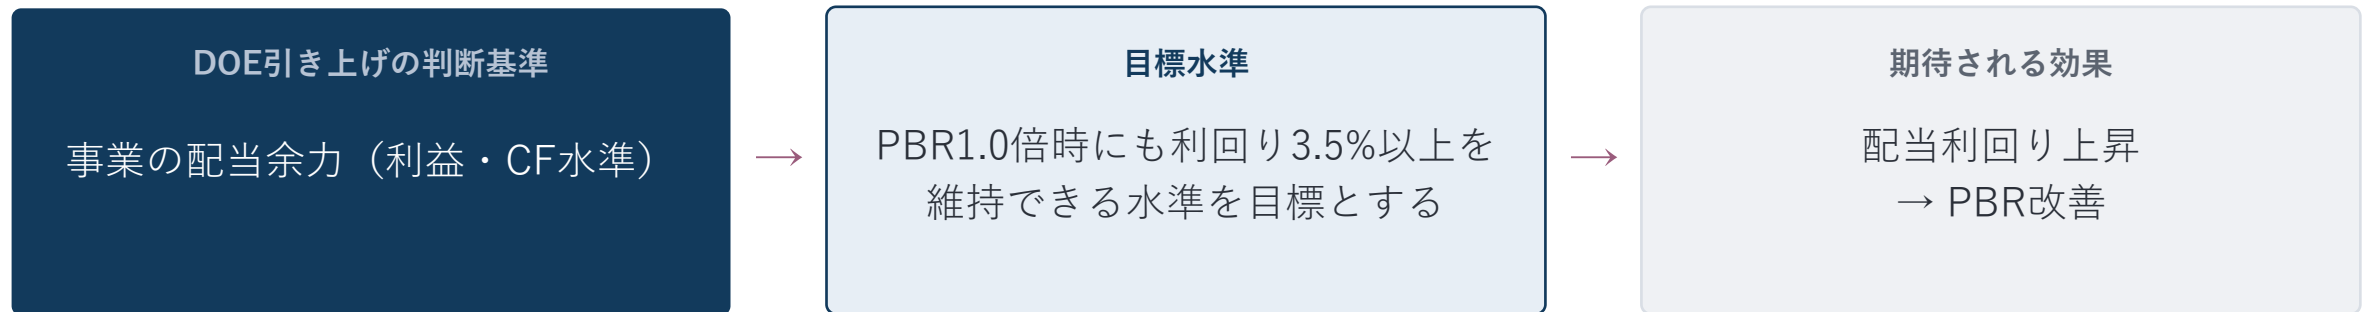 DOE引き上げの判断基準
事業の配当余力（利益・CF水準）
→
目標水準
PBR1.0倍時にも利回り3.5%以上を
維持できる水準を目標とする
→
期待される効果
配当利回り上昇
→ PBR改善